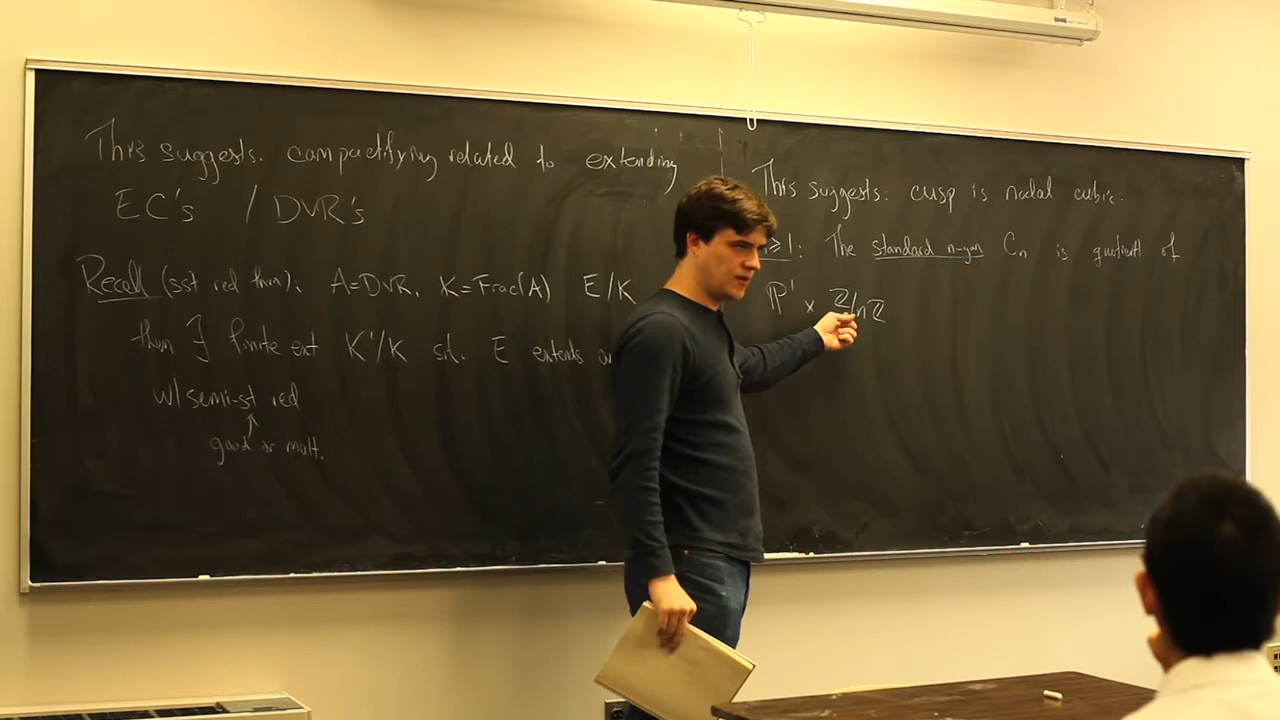 This suggests. compactifying related to extending
EC's / DVR's
Recall (sst red thm): A=DVR, K=Frac(A) E/K
then ∃ finite ext K'/K s.t. E extends
w/ semi-st red
good or mult.
This suggests: cusp is nodal cubic.
n≥1: The standard n-gon Cn is quotient of
ℙ¹ × ℤ/nℤ